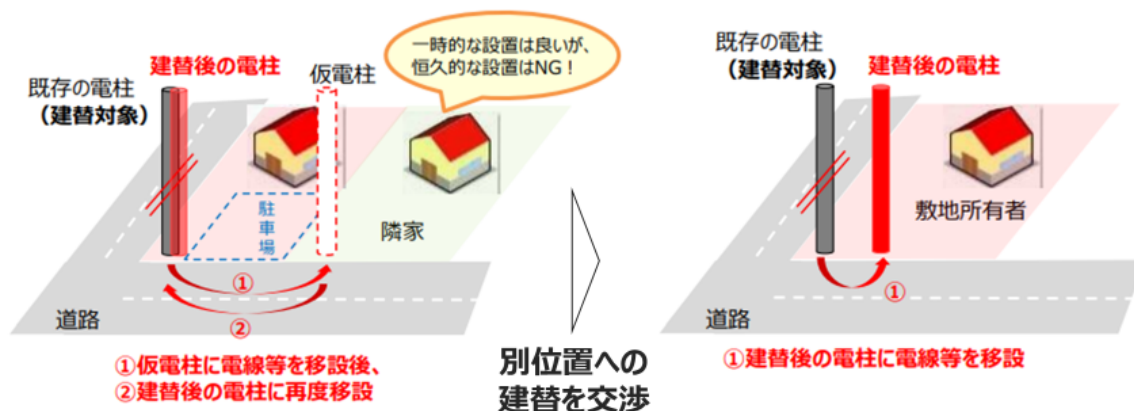 一時的な設置は良いが、
恒久的な設置はNG！
建替後の電柱
仮電柱
既存の電柱
（建替対象）
駐車場
隣家
①
②
道路
①仮電柱に電線等を移設後、
②建替後の電柱に再度移設
別位置への
建替を交渉
既存の電柱
（建替対象）
建替後の電柱
敷地所有者
①
道路
①建替後の電柱に電線等を移設